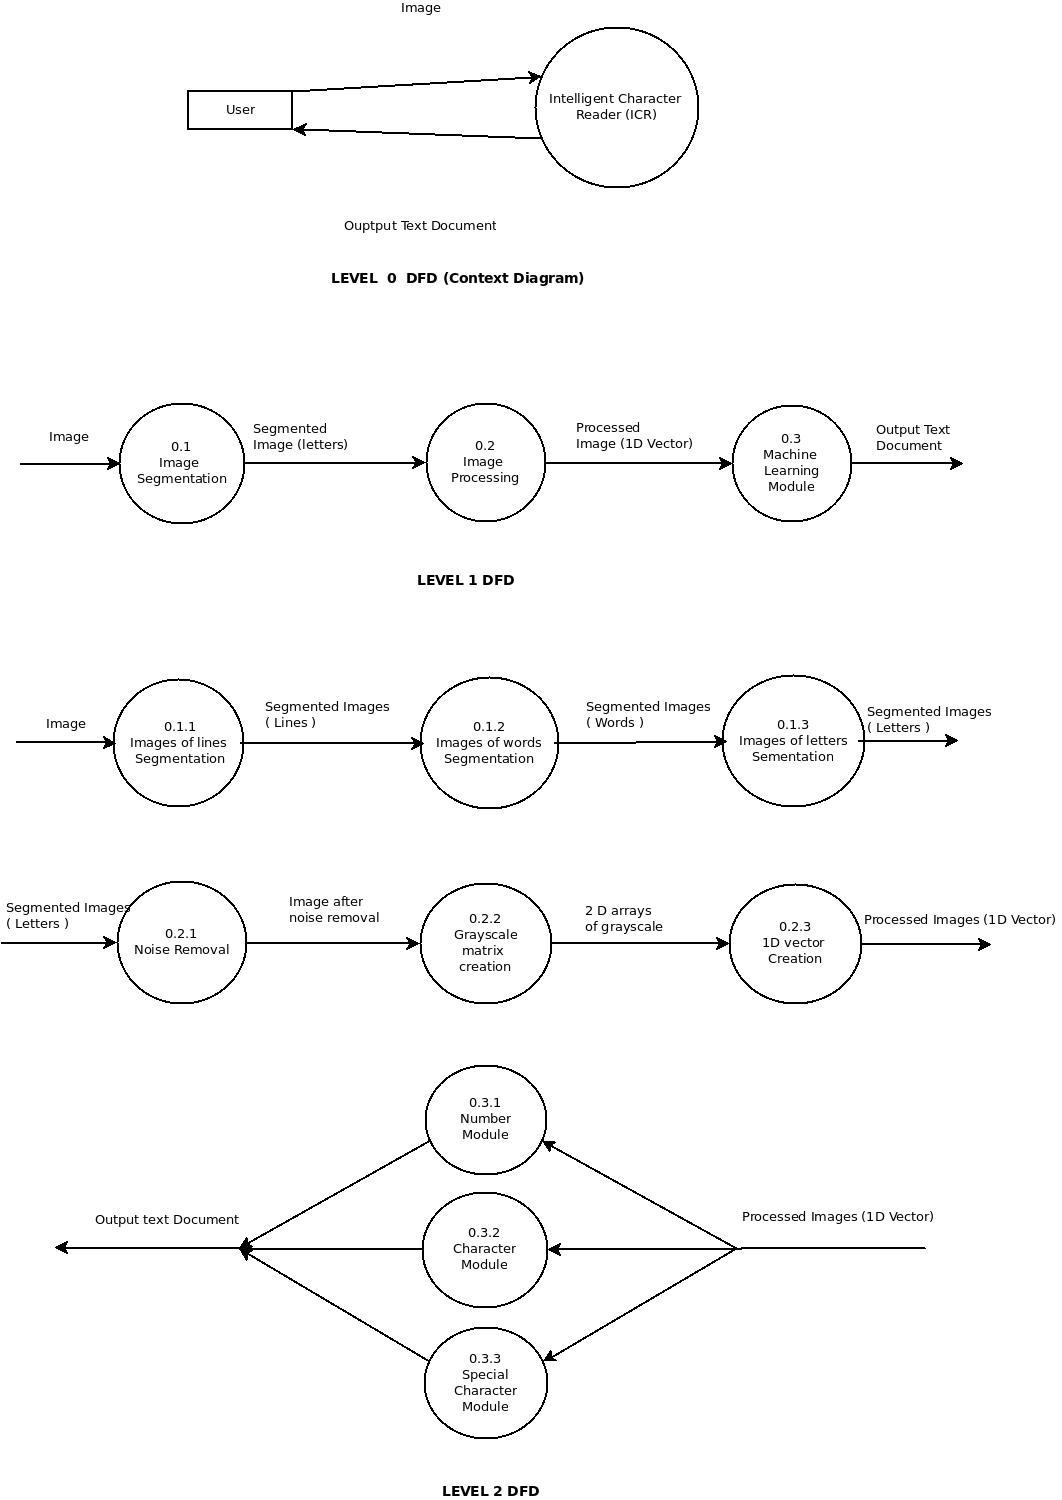 Image
User
Intelligent Character
Reader (ICR)
Ouptput Text Document
LEVEL 0 DFD (Context Diagram)
Image
0.1
Image
Segmentation
Segmented
Image (letters)
0.2
Image
Processing
Processed
Image (1D Vector)
0.3
Machine
Learning
Module
Output Text
Document
LEVEL 1 DFD
Image
0.1.1
Images of lines
Segmentation
Segmented Images
( Lines )
0.1.2
Images of words
Segmentation
Segmented Images
( Words )
0.1.3
Images of letters
Sementation
Segmented Images
( Letters )
Segmented Images
( Letters )
0.2.1
Noise Removal
Image after
noise removal
0.2.2
Grayscale
matrix
creation
2 D arrays
of grayscale
0.2.3
1D vector
Creation
Processed Images (1D Vector)
0.3.1
Number
Module
Output text Document
0.3.2
Character
Module
Processed Images (1D Vector)
0.3.3
Special
Character
Module
LEVEL 2 DFD